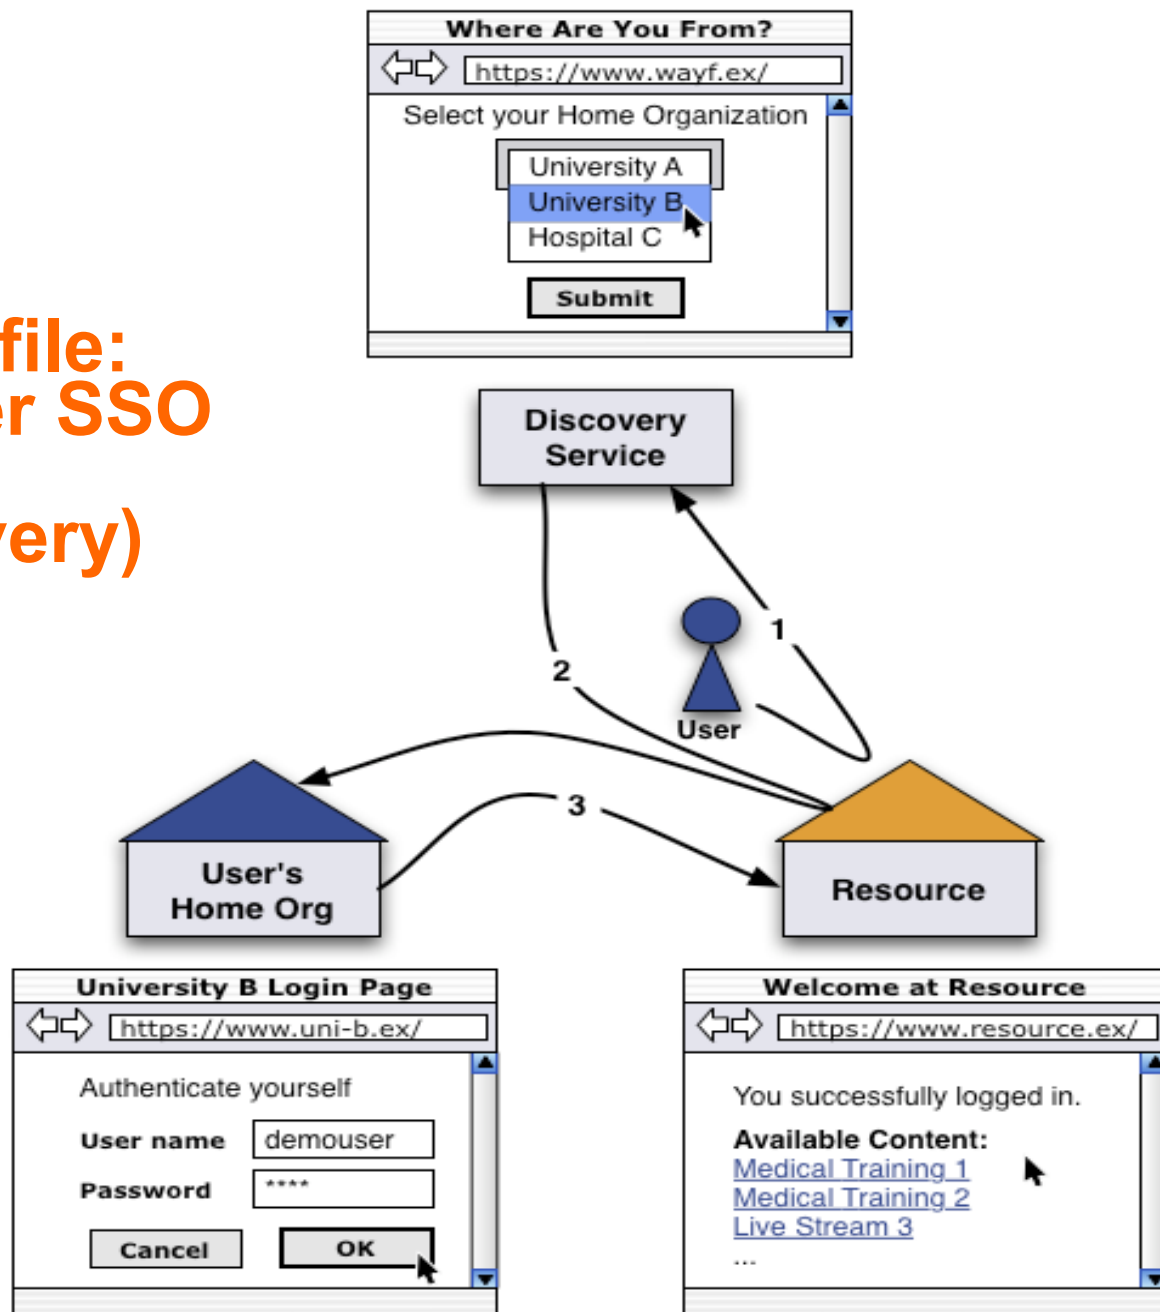 Where Are You From?
https://www.wayf.ex/
Select your Home Organization
University A
University B
Hospital C
Submit
file:
er SSO
very)
Discovery
Service
1
2
User
3
User's
Home Org
Resource
University B Login Page
https://www.uni-b.ex/
Authenticate yourself
User name demouser
Password ****
Cancel OK
Welcome at Resource
https://www.resource.ex/
You successfully logged in.
Available Content:
Medical Training 1
Medical Training 2
Live Stream 3
...